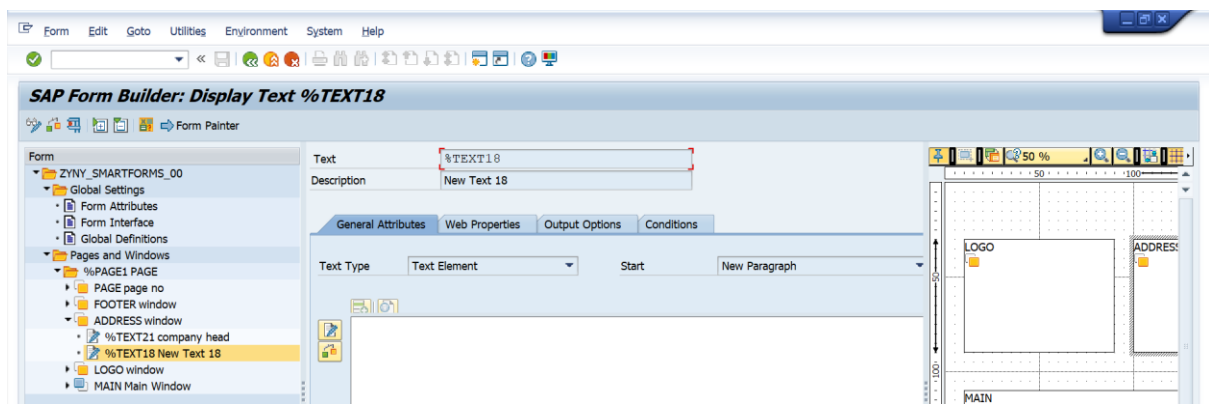 Form Edit Goto Utilities Environment System Help
SAP Form Builder: Display Text %TEXT18
Form Painter
Form
ZYNY_SMARTFORMS_00
Global Settings
Form Attributes
Form Interface
Global Definitions
Pages and Windows
%PAGE1 PAGE
PAGE page no
FOOTER window
ADDRESS window
%TEXT21 company head
%TEXT18 New Text 18
LOGO window
MAIN Main Window
Text %TEXT18
Description New Text 18
General Attributes Web Properties Output Options Conditions
Text Type Text Element Start New Paragraph
50 %
50 100
LOGO ADDRESS
50
100
MAIN